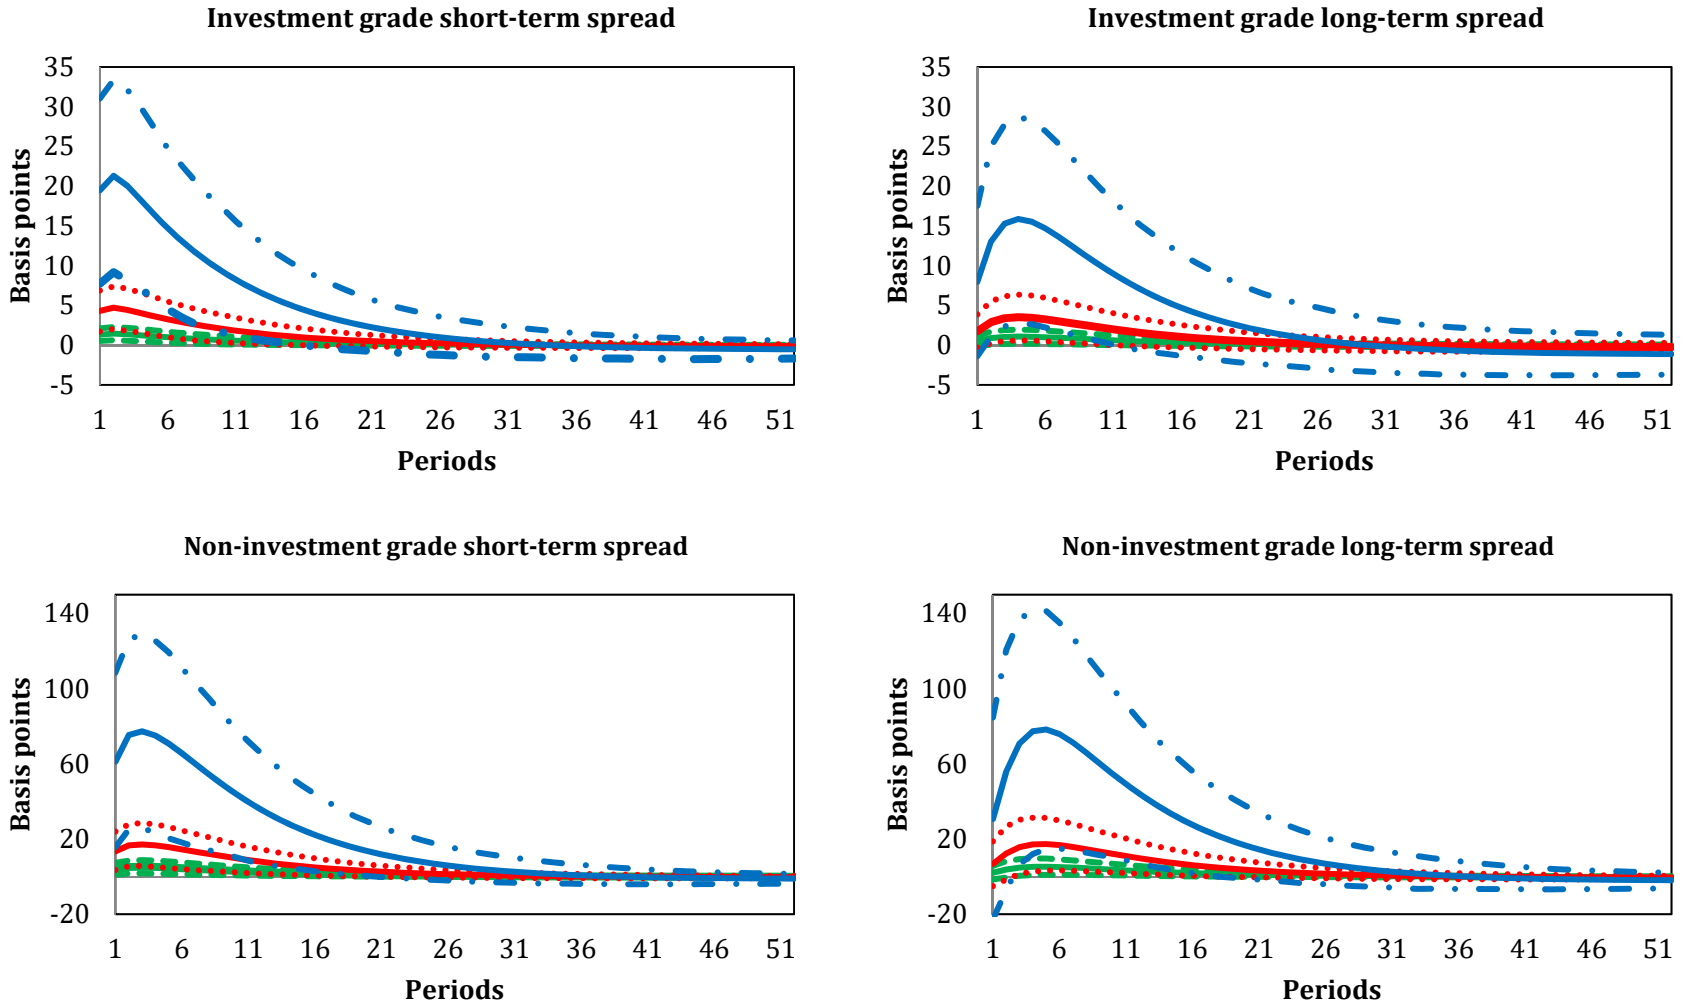 Investment grade short-term spread
Basis points
35
30
25
20
15
10
5
0
-5
1 6 11 16 21 26 31 36 41 46 51
Periods
Investment grade long-term spread
Basis points
35
30
25
20
15
10
5
0
-5
1 6 11 16 21 26 31 36 41 46 51
Periods
Non-investment grade short-term spread
Basis points
140
100
60
20
-20
1 6 11 16 21 26 31 36 41 46 51
Periods
Non-investment grade long-term spread
Basis points
140
100
60
20
-20
1 6 11 16 21 26 31 36 41 46 51
Periods